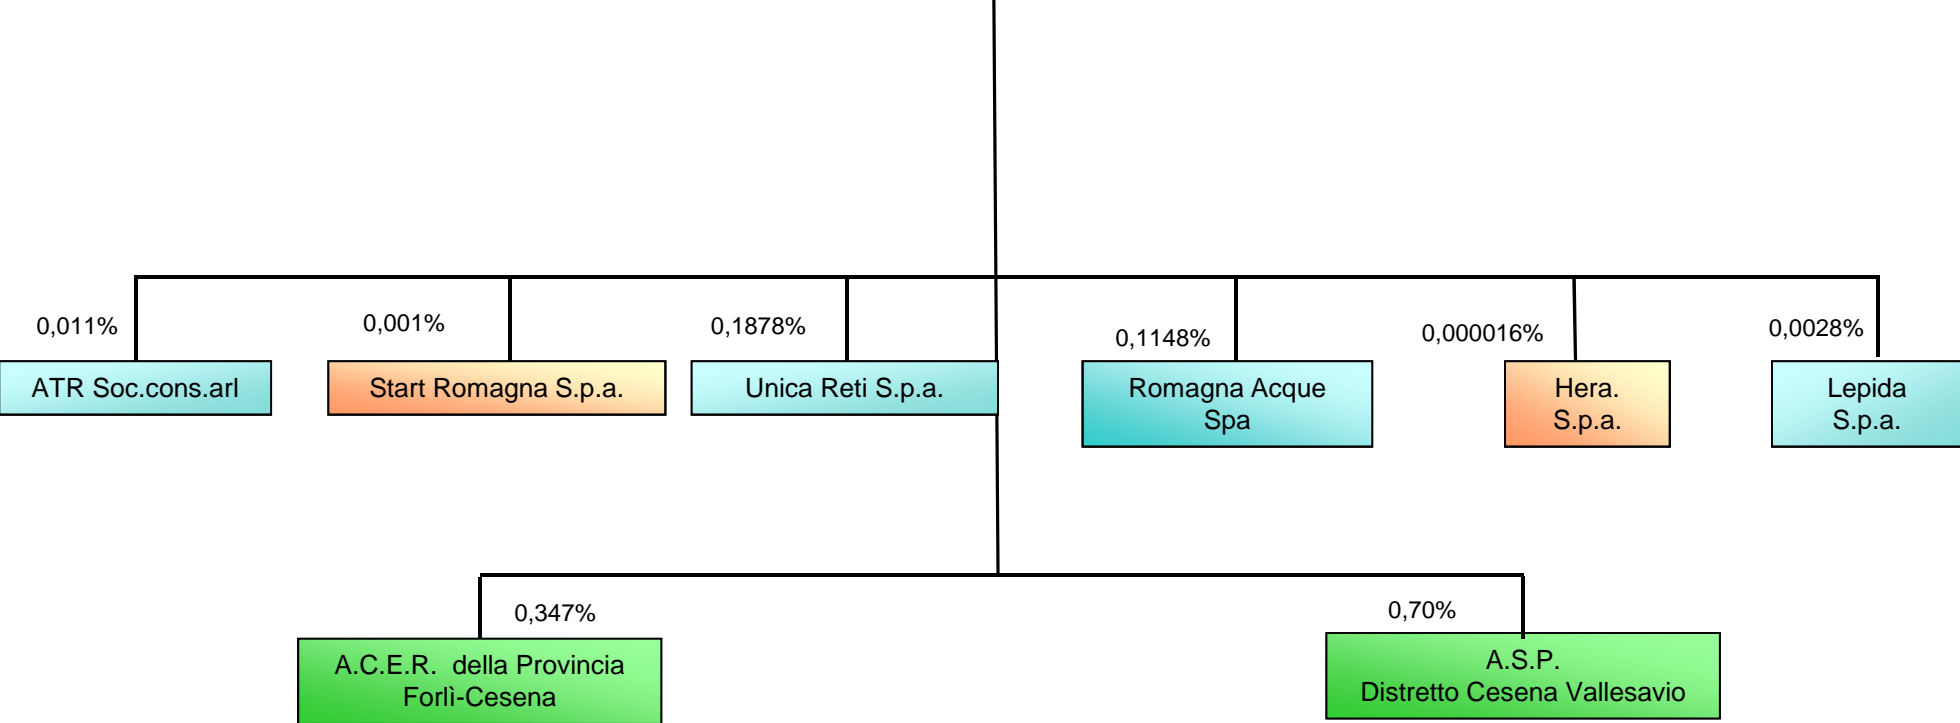 0,011%
ATR Soc.cons.arl
0,001%
Start Romagna S.p.a.
0,1878%
Unica Reti S.p.a.
0,1148%
Romagna Acque
Spa
0,000016%
Hera.
S.p.a.
0,0028%
Lepida
S.p.a.
0,347%
A.C.E.R.  della Provincia
Forlì-Cesena
0,70%
A.S.P.
Distretto Cesena Vallesavio